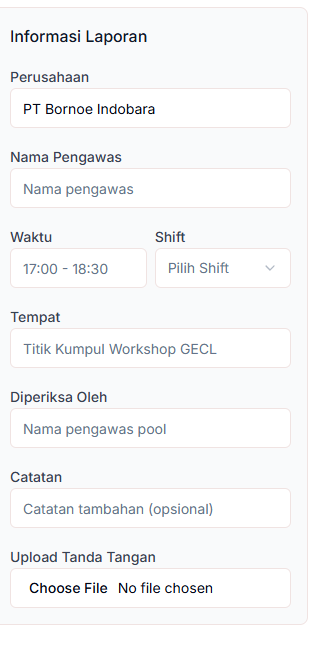 Informasi Laporan
Perusahaan
PT Bornoe Indobara
Nama Pengawas
Nama pengawas
Waktu Shift
17:00 - 18:30 Pilih Shift
Tempat
Titik Kumpul Workshop GECL
Diperiksa Oleh
Nama pengawas pool
Catatan
Catatan tambahan (opsional)
Upload Tanda Tangan
Choose File No file chosen